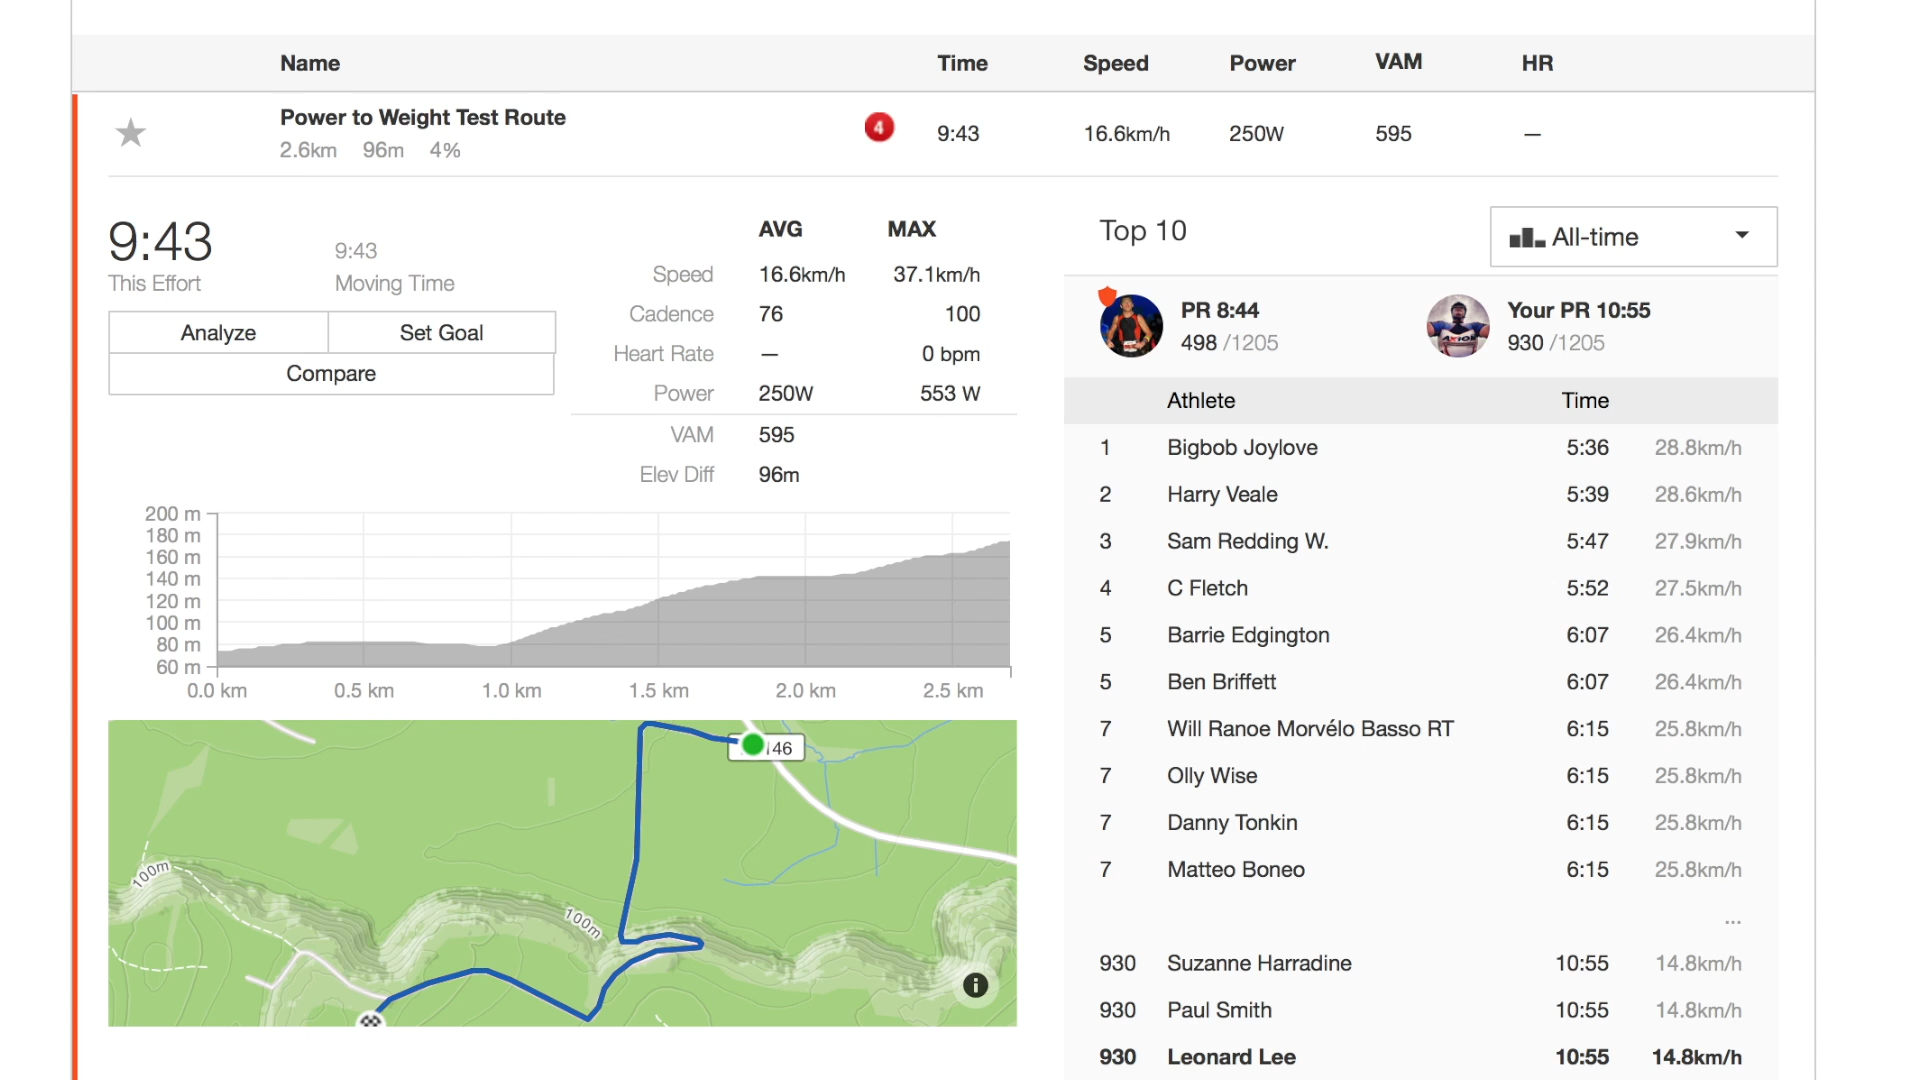 Name Time Speed Power VAM HR
Power to Weight Test Route
2.6km 96m 4%
4
9:43 16.6km/h 250W 595 —
9:43
This Effort
9:43
Moving Time
Analyze Set Goal
Compare
AVG MAX
Speed 16.6km/h 37.1km/h
Cadence 76 100
Heart Rate — 0 bpm
Power 250W 553 W
VAM 595
Elev Diff 96m
200 m
180 m
160 m
140 m
120 m
100 m
80 m
60 m
0.0 km 0.5 km 1.0 km 1.5 km 2.0 km 2.5 km
146
100m
100m
i
Top 10
All-time
PR 8:44
498 /1205
Your PR 10:55
930 /1205
Athlete Time
1 Bigbob Joylove 5:36 28.8km/h
2 Harry Veale 5:39 28.6km/h
3 Sam Redding W. 5:47 27.9km/h
4 C Fletch 5:52 27.5km/h
5 Barrie Edgington 6:07 26.4km/h
5 Ben Briffett 6:07 26.4km/h
7 Will Ranoe Morvélo Basso RT 6:15 25.8km/h
7 Olly Wise 6:15 25.8km/h
7 Danny Tonkin 6:15 25.8km/h
7 Matteo Boneo 6:15 25.8km/h
...
930 Suzanne Harradine 10:55 14.8km/h
930 Paul Smith 10:55 14.8km/h
930 Leonard Lee 10:55 14.8km/h